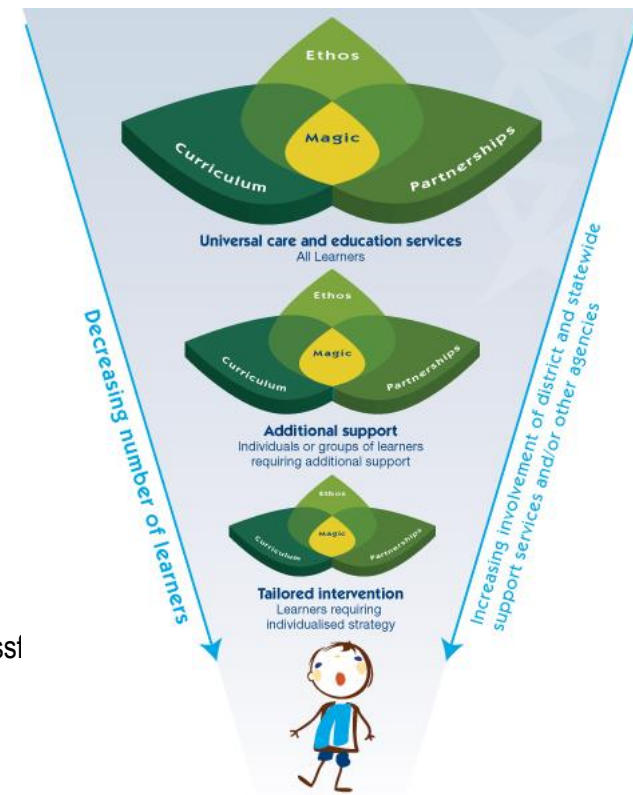 Ethos
Magic
Curriculum
Partnerships
Universal care and education services
All Learners
Ethos
Magic
Curriculum
Partnerships
Additional support
Individuals or groups of learners
requiring additional support
Ethos
Magic
Curriculum
Partnerships
Tailored intervention
Learners requiring
individualised strategy
Decreasing number of learners
Increasing involvement of district and statewide
support services and/or other agencies